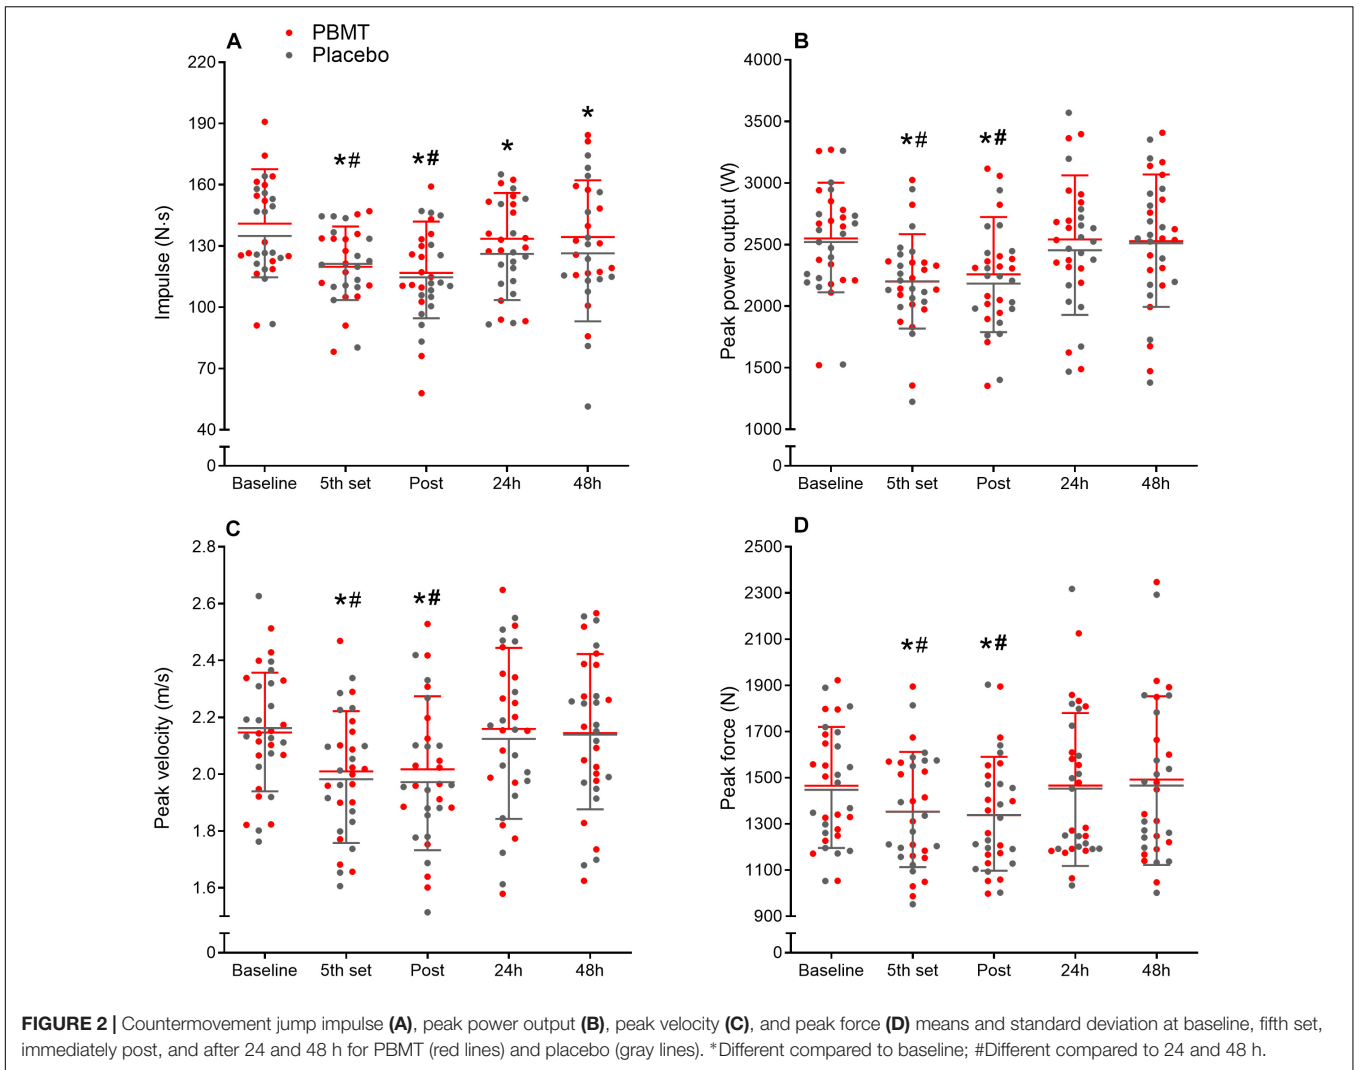 PBMT
Placebo
A
220
190
160
130
100
70
40
0
Impulse (N·s)
*#
*#
*
*
Baseline 5th set Post 24h 48h
B
4000
3500
3000
2500
2000
1500
1000
0
Peak power output (W)
*#
*#
Baseline 5th set Post 24h 48h
C
2.8
2.6
2.4
2.2
2.0
1.8
1.6
0
Peak velocity (m/s)
*#
*#
Baseline 5th set Post 24h 48h
D
2500
2300
2100
1900
1700
1500
1300
1100
900
0
Peak force (N)
*#
*#
Baseline 5th set Post 24h 48h
FIGURE 2 | Countermovement jump impulse (A), peak power output (B), peak velocity (C), and peak force (D) means and standard deviation at baseline, fifth set,
immediately post, and after 24 and 48 h for PBMT (red lines) and placebo (gray lines). *Different compared to baseline; #Different compared to 24 and 48 h.